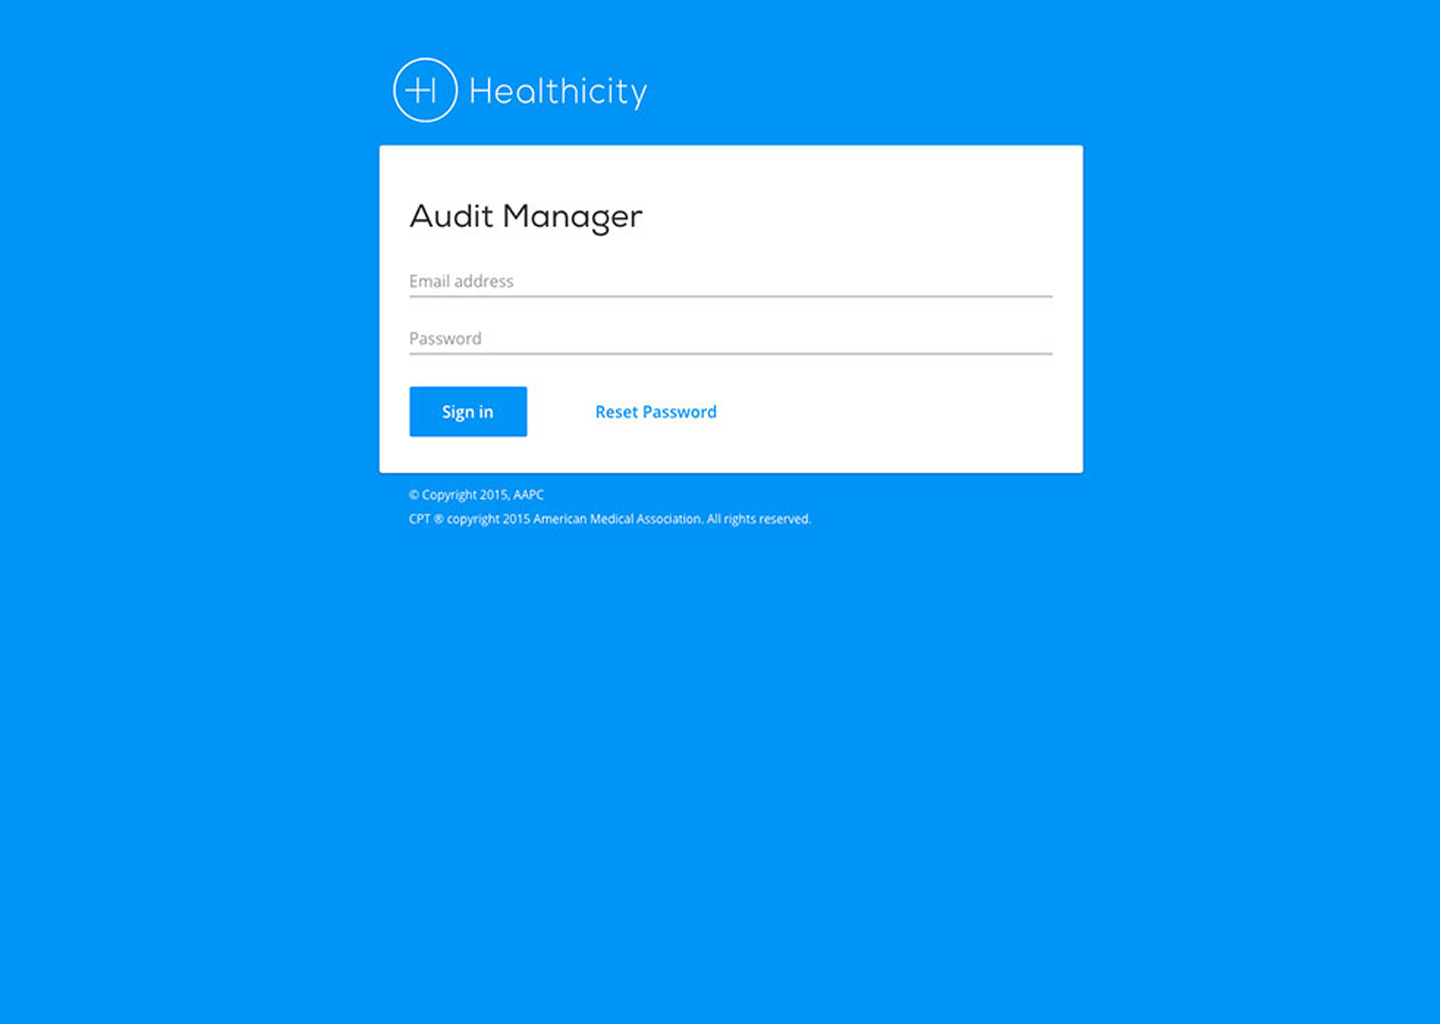 Healthicity
Audit Manager
Email address
Password
Sign in
Reset Password
© Copyright 2015, AAPC
CPT ® copyright 2015 American Medical Association. All rights reserved.